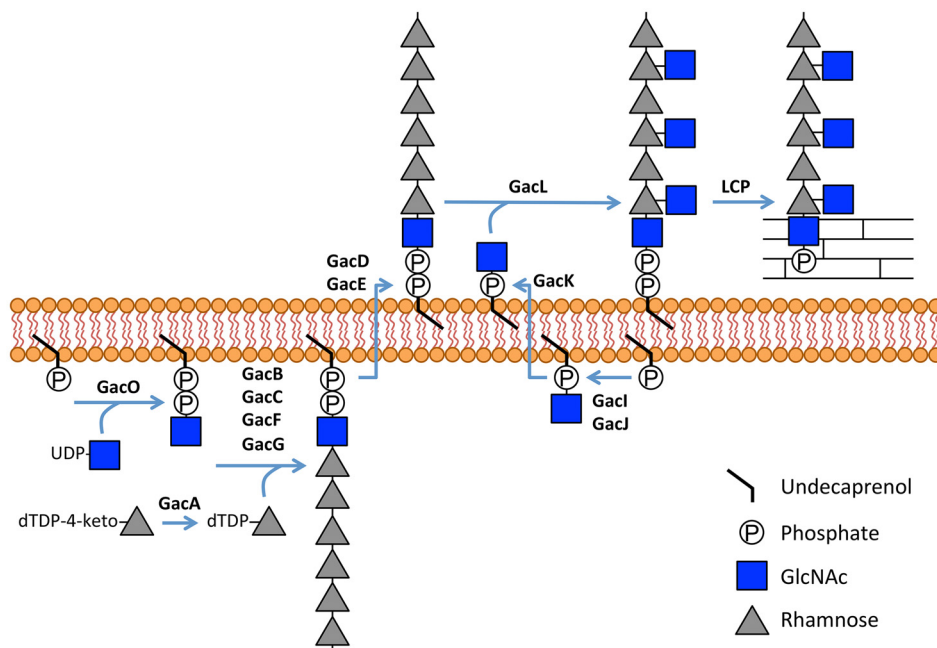 GacL
LCP
GacD
GacE
GacK
P
P
P
P
P
P
P
P
P
P
P
P
P
P
GacO
GacB
GacC
GacF
GacG
GacI
GacJ
UDP-
GacA
dTDP-4-keto
dTDP
Undecaprenol
P Phosphate
GlcNAc
Rhamnose